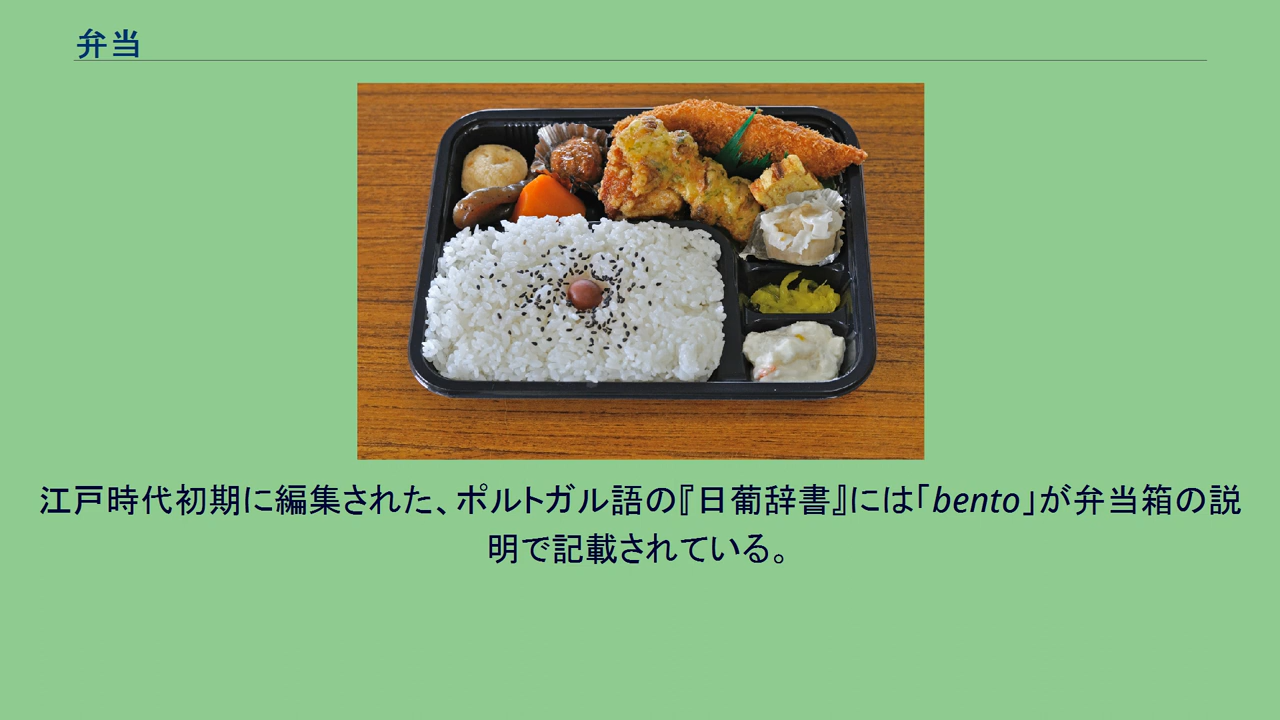 弁当
江戸時代初期に編集された、ポルトガル語の『日葡辞書』には「bento」が弁当箱の説
明で記載されている。